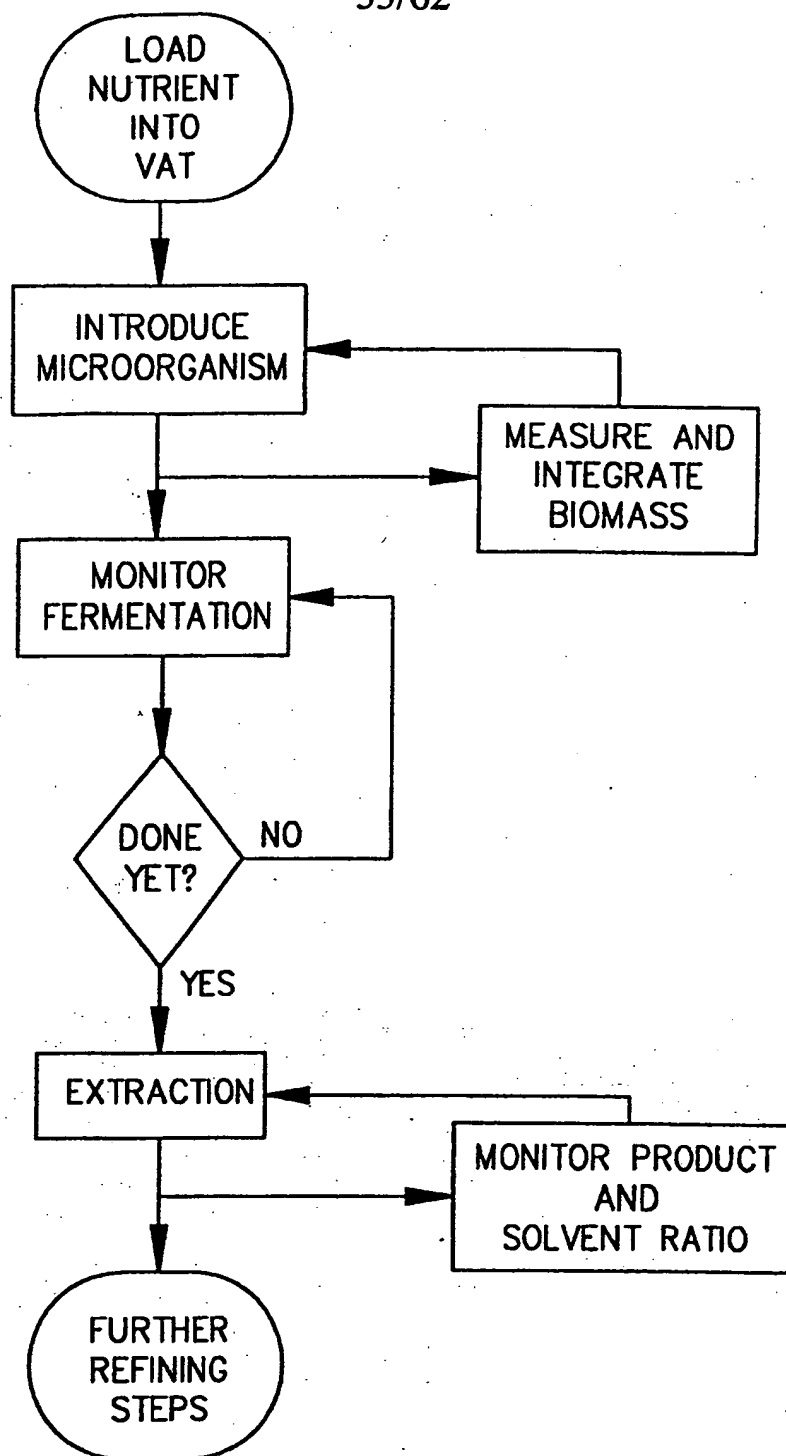 LOAD
NUTRIENT
INTO
VAT
INTRODUCE
MICROORGANISM
MEASURE AND
INTEGRATE
BIOMASS
MONITOR
FERMENTATION
DONE
YET?
NO
YES
EXTRACTION
MONITOR PRODUCT
AND
SOLVENT RATIO
FURTHER
REFINING
STEPS